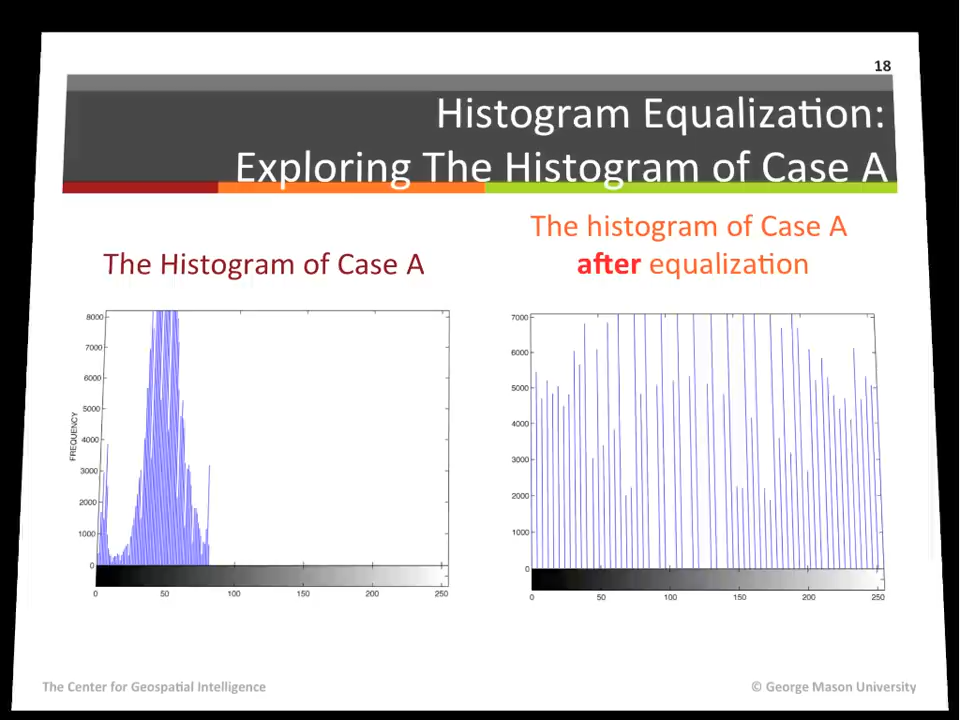 18
Histogram Equalization:
Exploring The Histogram of Case A
The Histogram of Case A
The histogram of Case A
after equalization
8000
7000
6000
5000
4000
3000
2000
1000
0
FREQUENCY
0 50 100 150 200 250
7000
6000
5000
4000
3000
2000
1000
0
0 50 100 150 200 250
The Center for Geospatial Intelligence
© George Mason University